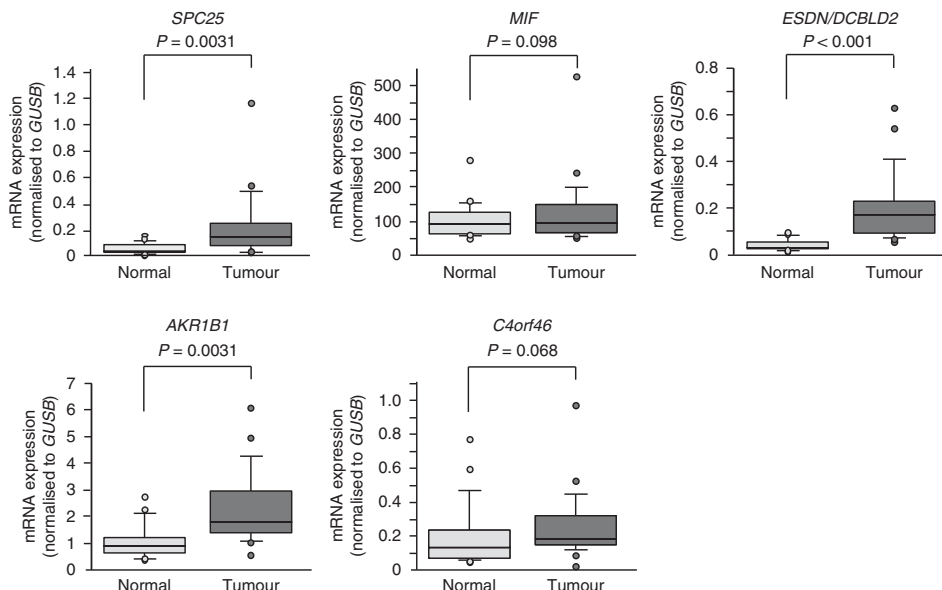 SPC25
P = 0.0031
mRNA expression
(normalised to GUSB)
1.4
1.2
1.0
0.8
0.6
0.4
0.2
0
Normal Tumour
MIF
P = 0.098
mRNA expression
(normalised to GUSB)
500
400
300
200
100
0
Normal Tumour
ESDN/DCBLD2
P < 0.001
mRNA expression
(normalised to GUSB)
0.8
0.6
0.4
0.2
0
Normal Tumour
AKR1B1
P = 0.0031
mRNA expression
(normalised to GUSB)
7
6
5
4
3
2
1
0
Normal Tumour
C4orf46
P = 0.068
mRNA expression
(normalised to GUSB)
1.0
0.8
0.6
0.4
0.2
0
Normal Tumour